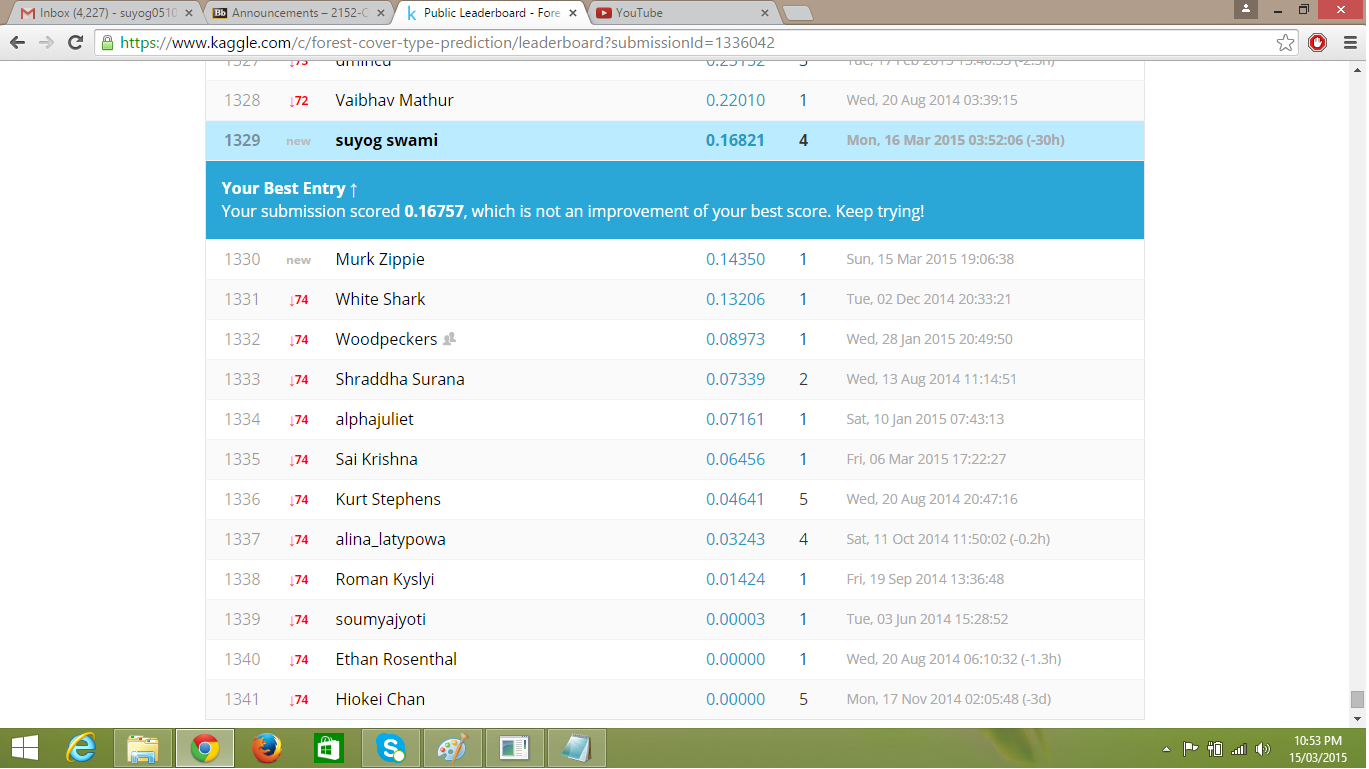 Inbox (4,227) - suyog0510
Announcements – 2152-C
Public Leaderboard - Fore
YouTube
https://www.kaggle.com/c/forest-cover-type-prediction/leaderboard?submissionId=1336042
1327 ↓73 0.23132 3
1328 ↓72 Vaibhav Mathur 0.22010 1 Wed, 20 Aug 2014 03:39:15
1329 new suyog swami 0.16821 4 Mon, 16 Mar 2015 03:52:06 (-30h)
Your Best Entry ↑
Your submission scored 0.16757, which is not an improvement of your best score. Keep trying!
1330 new Murk Zippie 0.14350 1 Sun, 15 Mar 2015 19:06:38
1331 ↓74 White Shark 0.13206 1 Tue, 02 Dec 2014 20:33:21
1332 ↓74 Woodpeckers 0.08973 1 Wed, 28 Jan 2015 20:49:50
1333 ↓74 Shraddha Surana 0.07339 2 Wed, 13 Aug 2014 11:14:51
1334 ↓74 alphajuliet 0.07161 1 Sat, 10 Jan 2015 07:43:13
1335 ↓74 Sai Krishna 0.06456 1 Fri, 06 Mar 2015 17:22:27
1336 ↓74 Kurt Stephens 0.04641 5 Wed, 20 Aug 2014 20:47:16
1337 ↓74 alina_latypowa 0.03243 4 Sat, 11 Oct 2014 11:50:02 (-0.2h)
1338 ↓74 Roman Kyslyi 0.01424 1 Fri, 19 Sep 2014 13:36:48
1339 ↓74 soumyajyoti 0.00003 1 Tue, 03 Jun 2014 15:28:52
1340 ↓74 Ethan Rosenthal 0.00000 1 Wed, 20 Aug 2014 06:10:32 (-1.3h)
1341 ↓74 Hiokei Chan 0.00000 5 Mon, 17 Nov 2014 02:05:48 (-3d)
10:53 PM
15/03/2015